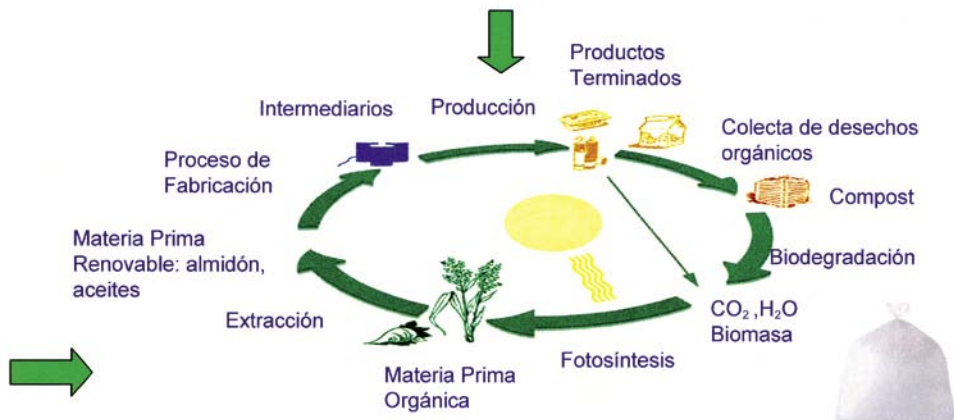 Productos
Terminados
Intermediarios
Producción
Colecta de desechos
orgánicos
Proceso de
Fabricación
Compost
Materia Prima
Renovable: almidón,
aceites
Biodegradación
Extracción
CO₂ ,H₂O
Biomasa
Fotosíntesis
Materia Prima
Orgánica